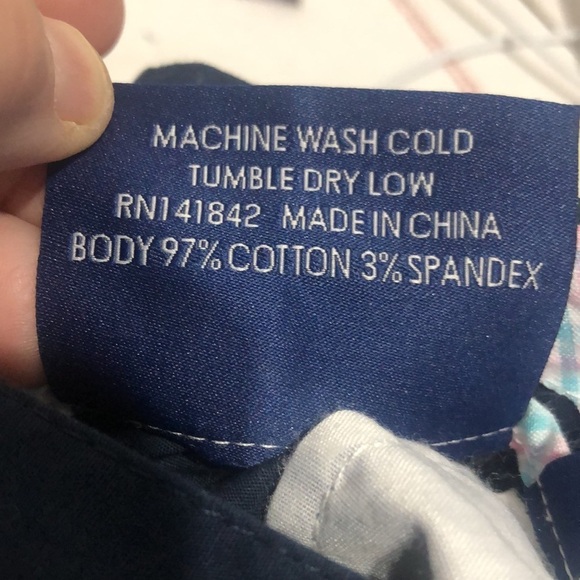 MACHINE WASH COLD
TUMBLE DRY LOW
RN141842 MADE IN CHINA
BODY 97% COTTON 3% SPANDEX